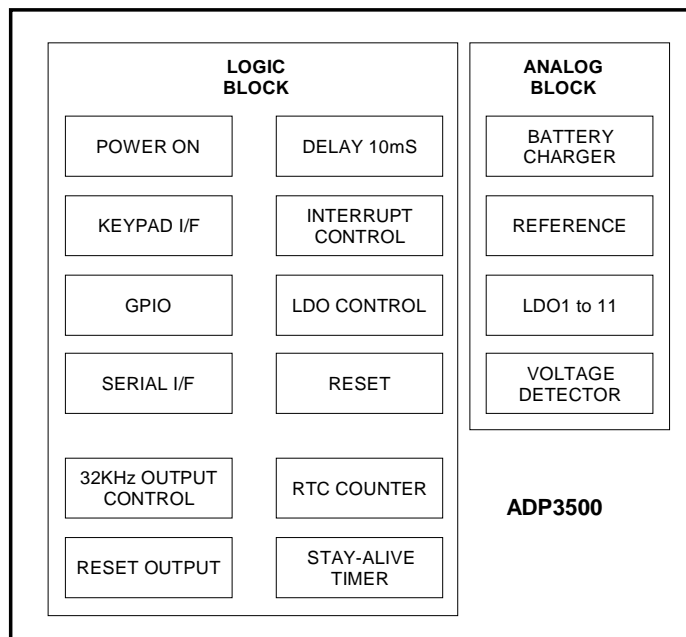 LOGIC
BLOCK
POWER ON
DELAY 10mS
KEYPAD I/F
INTERRUPT
CONTROL
GPIO
LDO CONTROL
SERIAL I/F
RESET
32KHz OUTPUT
CONTROL
RTC COUNTER
RESET OUTPUT
STAY-ALIVE
TIMER
ANALOG
BLOCK
BATTERY
CHARGER
REFERENCE
LDO1 to 11
VOLTAGE
DETECTOR
ADP3500